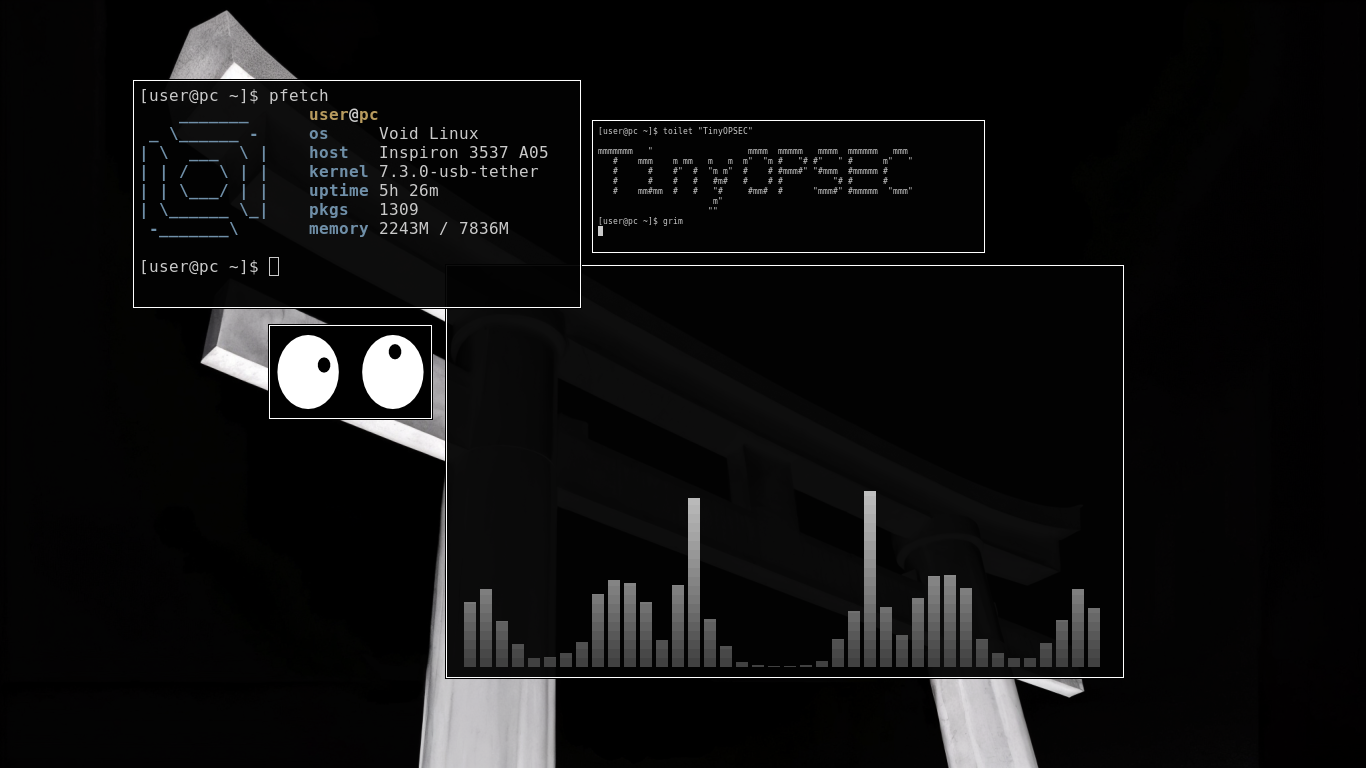 [user@pc ~]$ pfetch
user@pc
os Void Linux
host Inspiron 3537 A05
kernel 7.3.0-usb-tether
uptime 5h 26m
pkgs 1309
memory 2243M / 7836M
[user@pc ~]$
[user@pc ~]$ toilet "TinyOPSEC"
TinyOPSEC
[user@pc ~]$ grim